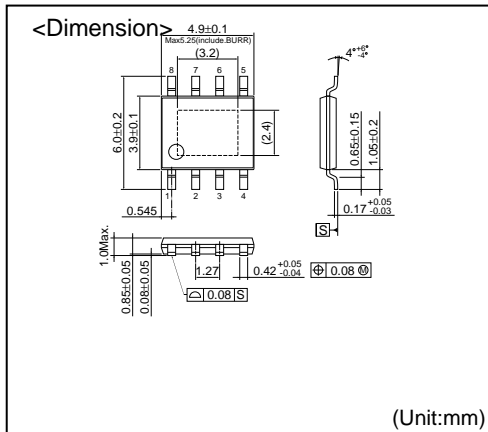 <Dimension>
4.9±0.1
Max5.25(include.BURR)
(3.2)
8 7 6 5
6.0±0.2
3.9±0.1
(2.4)
1 2 3 4
0.545
4°+6° -4°
0.65±0.15
1.05±0.2
0.17+0.05 -0.03
S
1.0Max.
0.85±0.05
0.08±0.05
1.27
0.42+0.05 -0.04
⌖ 0.08 Ⓜ
⌓ 0.08 S
(Unit:mm)